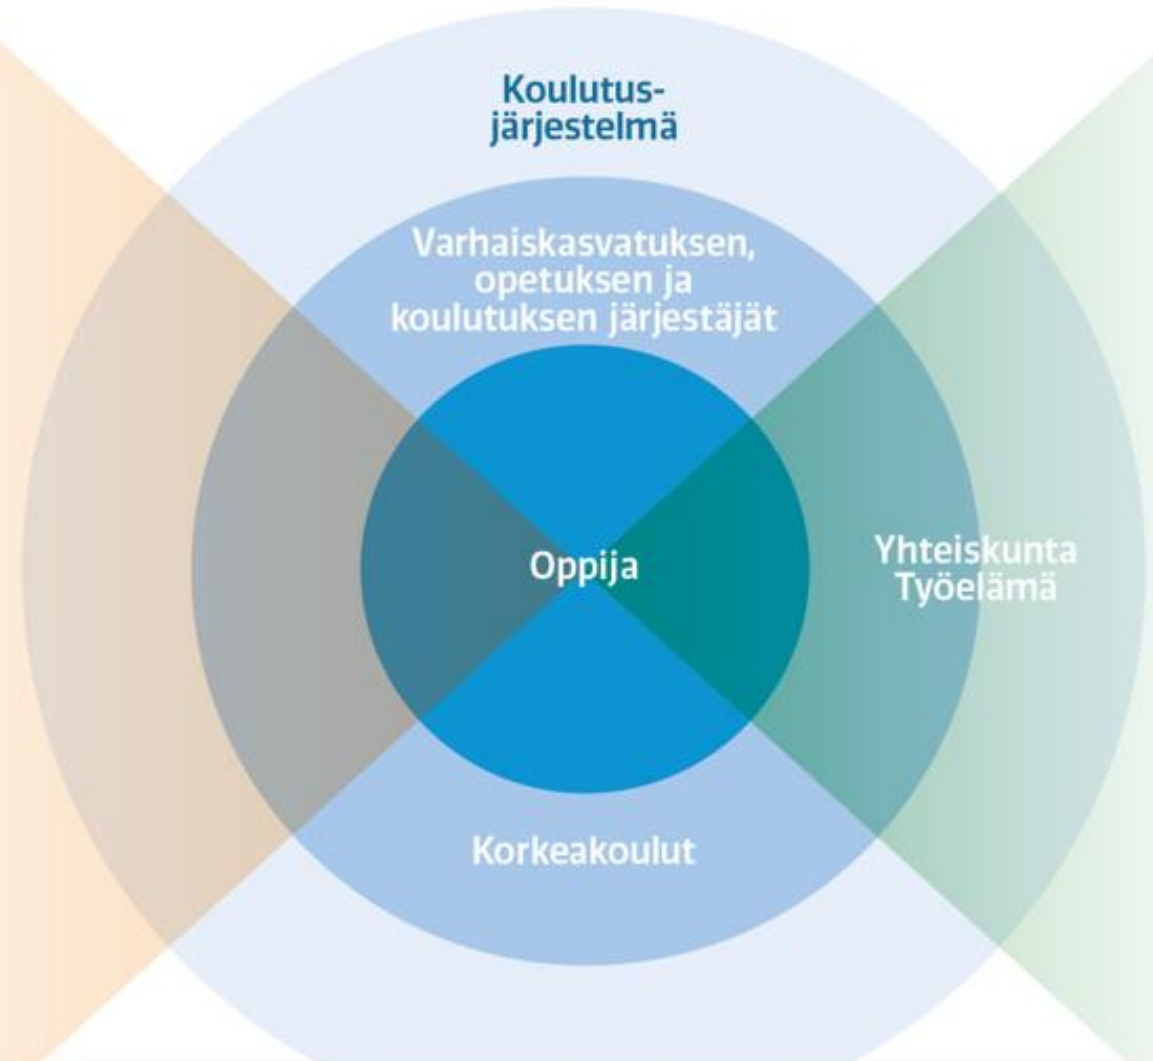 Koulutus-
järjestelmä
Varhaiskasvatuksen,
opetuksen ja
koulutuksen järjestäjät
Oppija
Yhteiskunta
Työelämä
Korkeakoulut